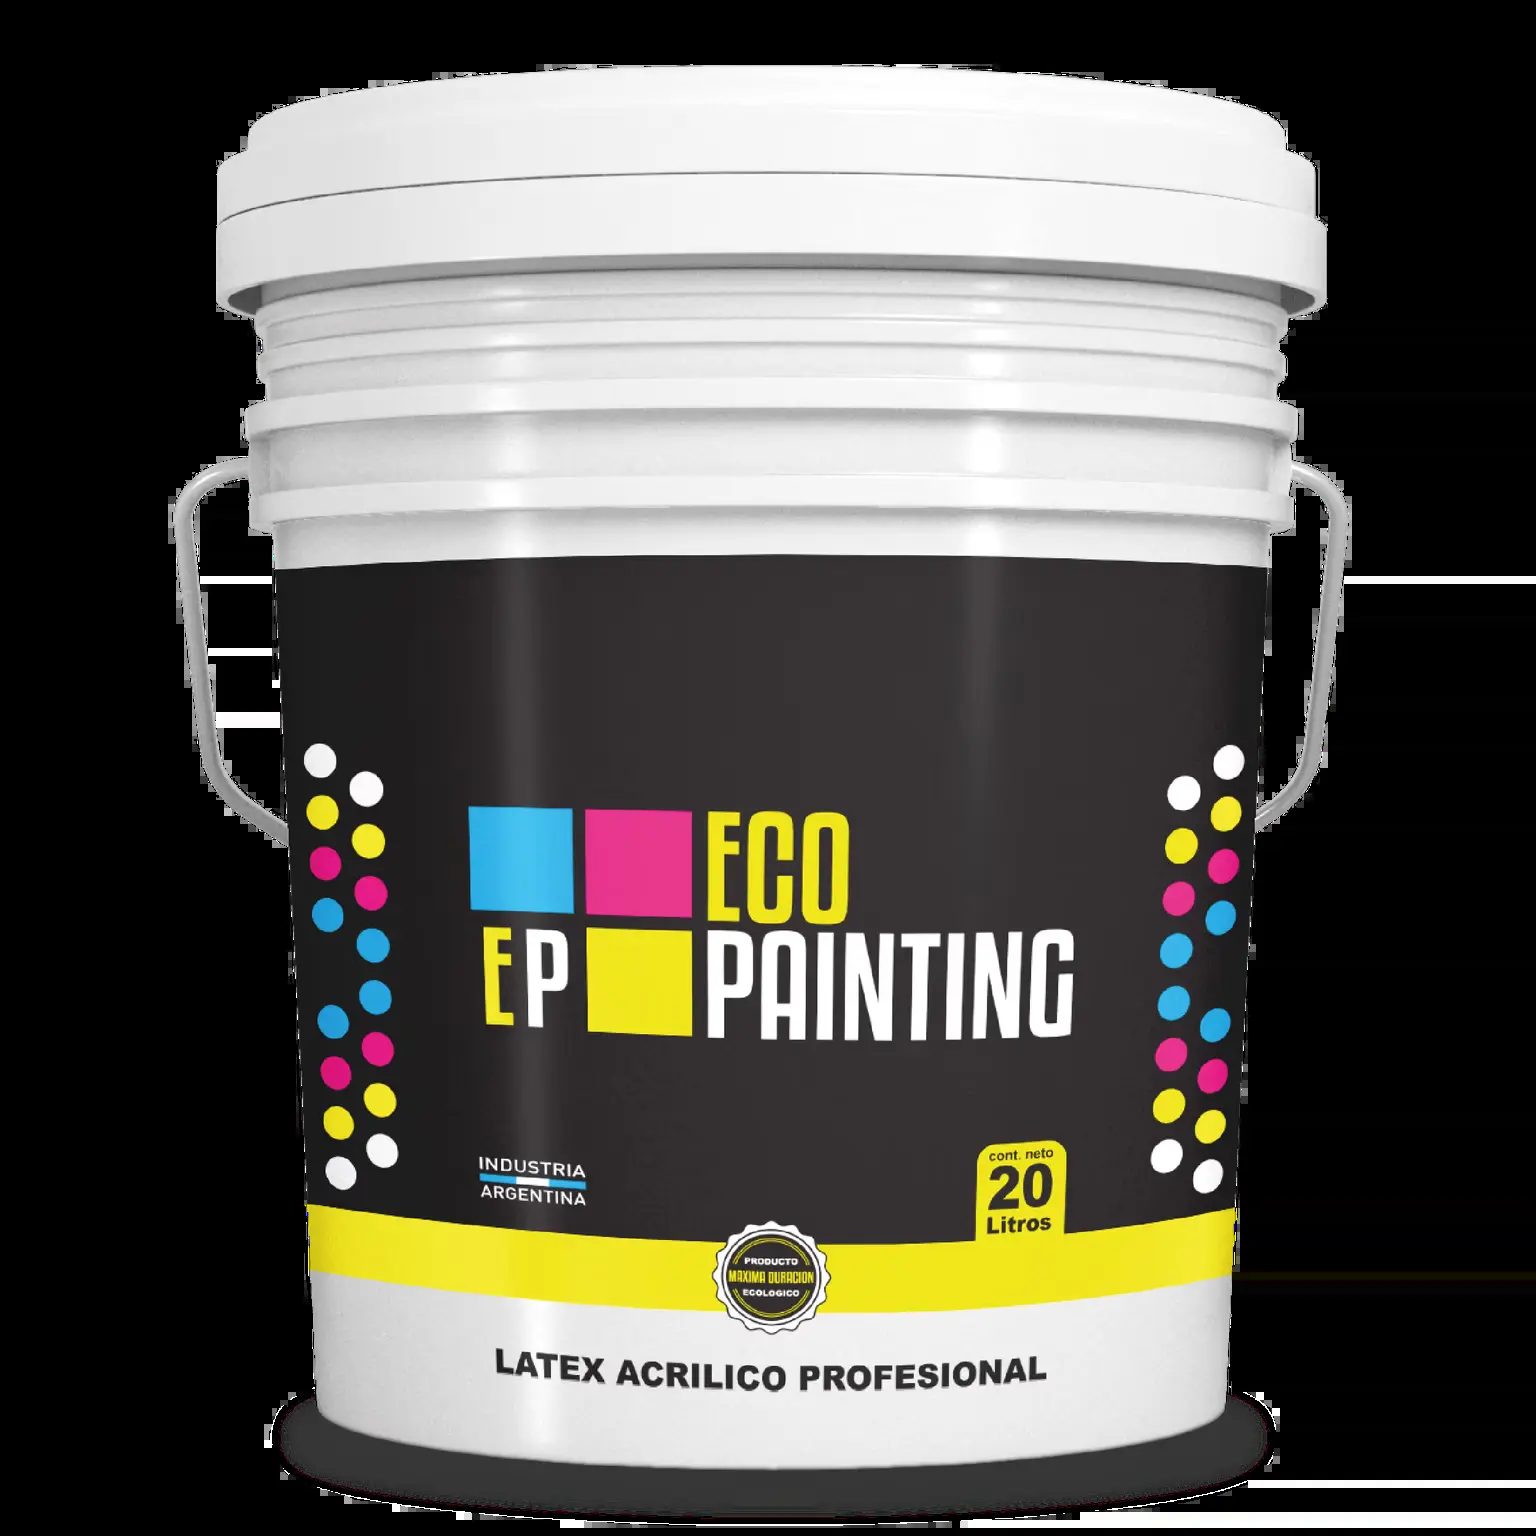 ECO
EP PAINTING
INDUSTRIA
ARGENTINA
cont. neto
20
Litros
PRODUCTO
MAXIMA DURACION
ECOLOGICO
LATEX ACRILICO PROFESIONAL